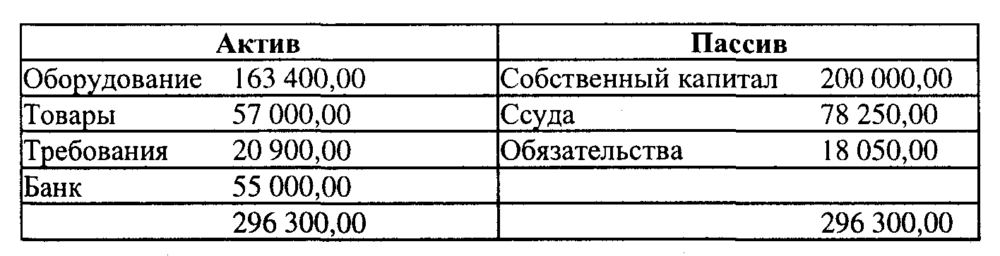 Актив Пассив
Оборудование 163 400,00 Собственный капитал 200 000,00
Товары 57 000,00 Ссуда 78 250,00
Требования 20 900,00 Обязательства 18 050,00
Банк 55 000,00
296 300,00 296 300,00